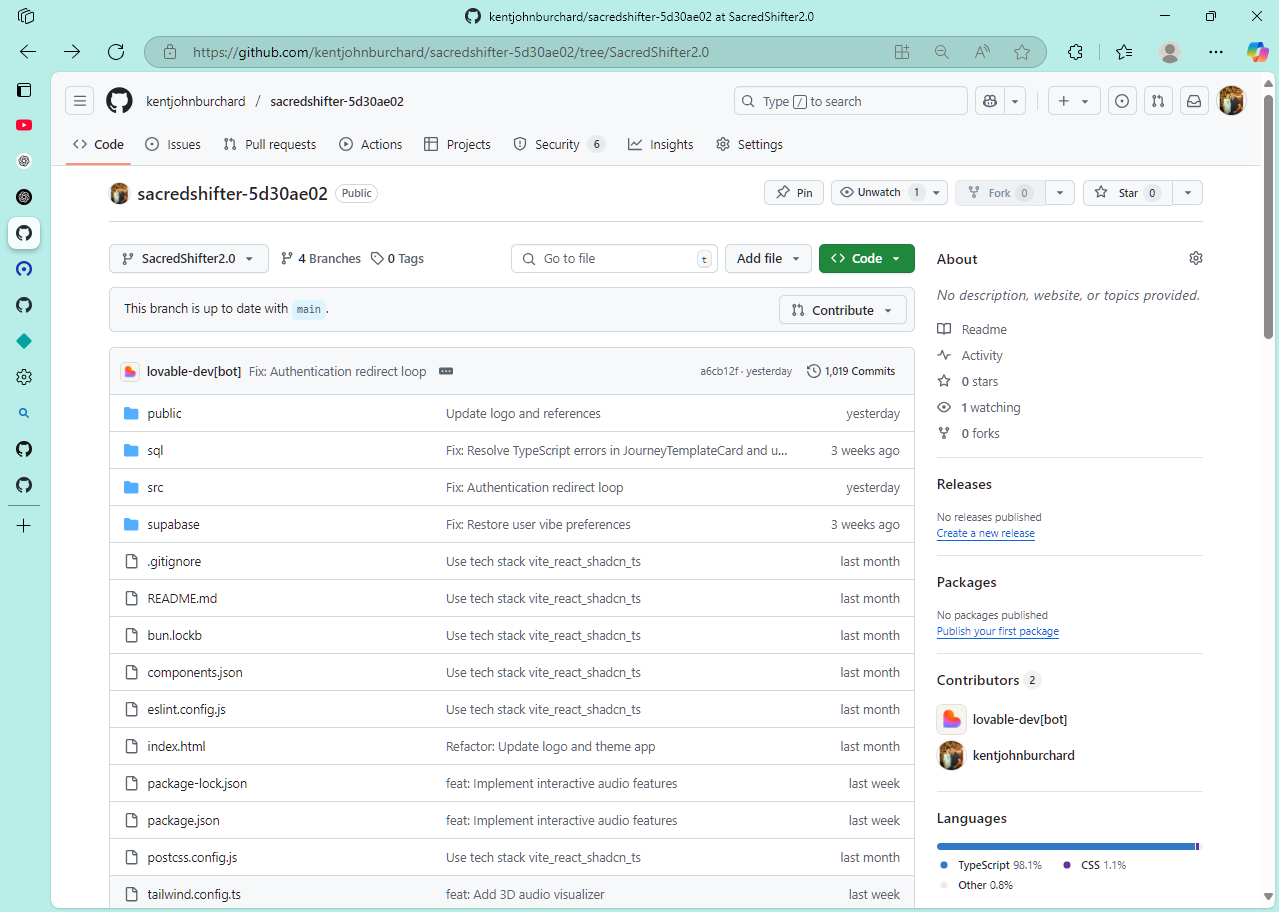 kentjohnburchard/sacredshifter-5d30ae02 at SacredShifter2.0
https://github.com/kentjohnburchard/sacredshifter-5d30ae02/tree/SacredShifter2.0
kentjohnburchard / sacredshifter-5d30ae02
Type / to search
Code Issues Pull requests Actions Projects Security 6 Insights Settings
sacredshifter-5d30ae02 Public
Pin Unwatch 1 Fork 0 Star 0
SacredShifter2.0 4 Branches 0 Tags Go to file t Add file Code
This branch is up to date with main . Contribute
lovable-dev[bot] Fix: Authentication redirect loop a6cb12f · yesterday 1,019 Commits
public Update logo and references yesterday
sql Fix: Resolve TypeScript errors in JourneyTemplateCard and u... 3 weeks ago
src Fix: Authentication redirect loop yesterday
supabase Fix: Restore user vibe preferences 3 weeks ago
.gitignore Use tech stack vite_react_shadcn_ts last month
README.md Use tech stack vite_react_shadcn_ts last month
bun.lockb Use tech stack vite_react_shadcn_ts last month
components.json Use tech stack vite_react_shadcn_ts last month
eslint.config.js Use tech stack vite_react_shadcn_ts last month
index.html Refactor: Update logo and theme app last month
package-lock.json feat: Implement interactive audio features last week
package.json feat: Implement interactive audio features last week
postcss.config.js Use tech stack vite_react_shadcn_ts last month
tailwind.config.ts feat: Add 3D audio visualizer last week
About
No description, website, or topics provided.
Readme
Activity
0 stars
1 watching
0 forks
Releases
No releases published
Create a new release
Packages
No packages published
Publish your first package
Contributors 2
lovable-dev[bot]
kentjohnburchard
Languages
TypeScript 98.1% CSS 1.1%
Other 0.8%